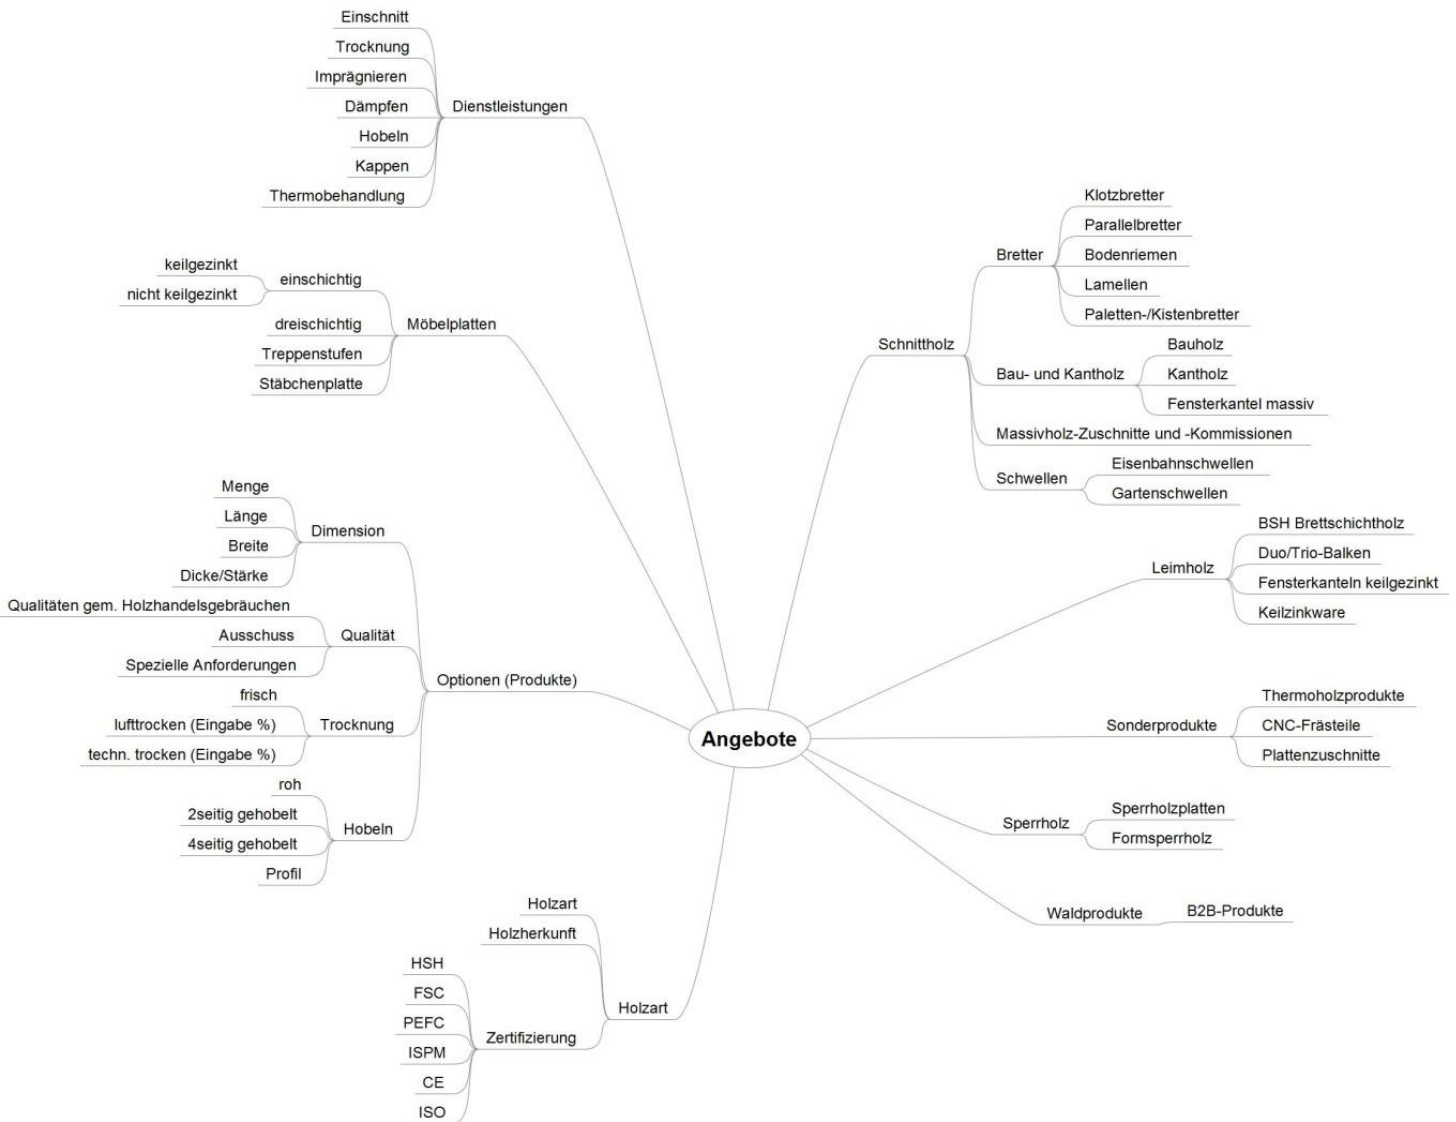 Einschnitt
Trocknung
Imprägnieren
Dämpfen
Hobeln
Kappen
Thermobehandlung
Dienstleistungen
keilgezinkt
nicht keilgezinkt
einschichtig
dreischichtig
Treppenstufen
Stäbchenplatte
Möbelplatten
Menge
Länge
Breite
Dicke/Stärke
Dimension
Qualitäten gem. Holzhandelsgebräuchen
Ausschuss
Spezielle Anforderungen
Qualität
frisch
lufttrocken (Eingabe %)
techn. trocken (Eingabe %)
Trocknung
roh
2seitig gehobelt
4seitig gehobelt
Profil
Hobeln
Optionen (Produkte)
Holzart
Holzherkunft
HSH
FSC
PEFC
ISPM
CE
ISO
Zertifizierung
Holzart
Angebote
Schnittholz
Bretter
Klotzbretter
Parallelbretter
Bodenriemen
Lamellen
Paletten-/Kistenbretter
Bau- und Kantholz
Bauholz
Kantholz
Fensterkantel massiv
Massivholz-Zuschnitte und -Kommissionen
Schwellen
Eisenbahnschwellen
Gartenschwellen
Leimholz
BSH Brettschichtholz
Duo/Trio-Balken
Fensterkanteln keilgezinkt
Keilzinkware
Sonderprodukte
Thermoholzprodukte
CNC-Frästeile
Plattenzuschnitte
Sperrholz
Sperrholzplatten
Formsperrholz
Waldprodukte
B2B-Produkte